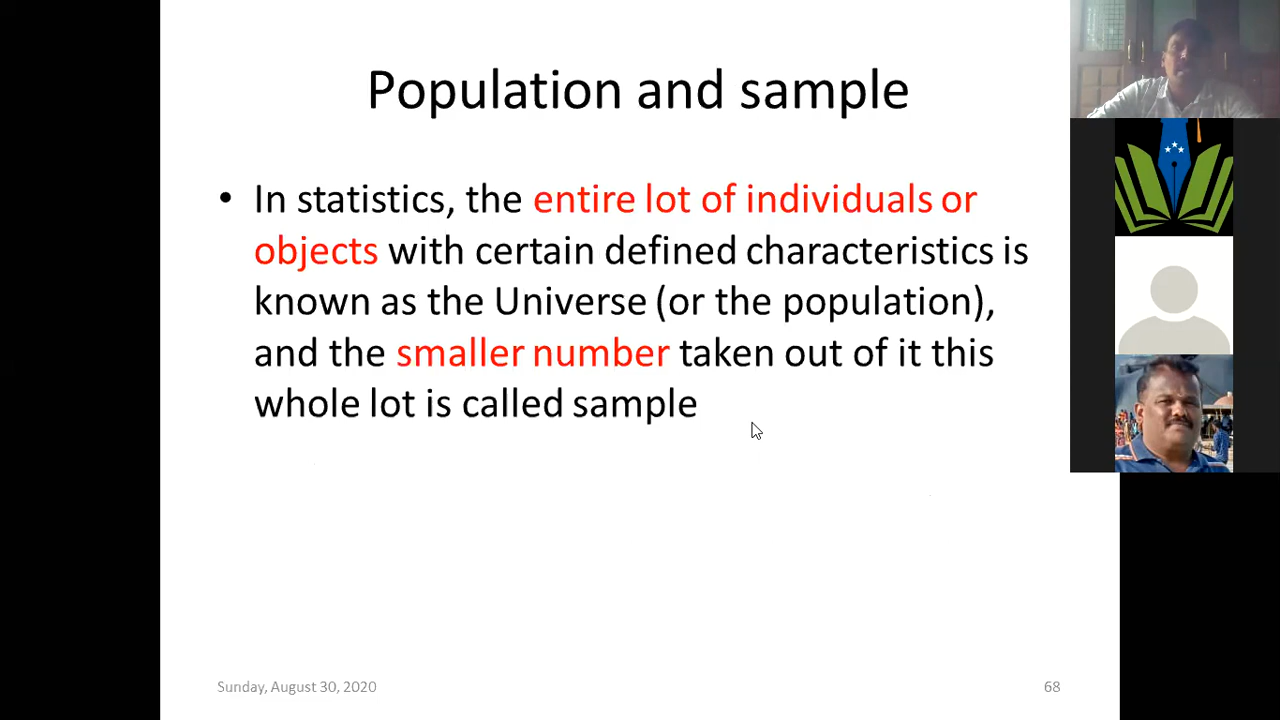 Population and sample
• In statistics, the entire lot of individuals or
objects with certain defined characteristics is
known as the Universe (or the population),
and the smaller number taken out of it this
whole lot is called sample
Sunday, August 30, 2020
68